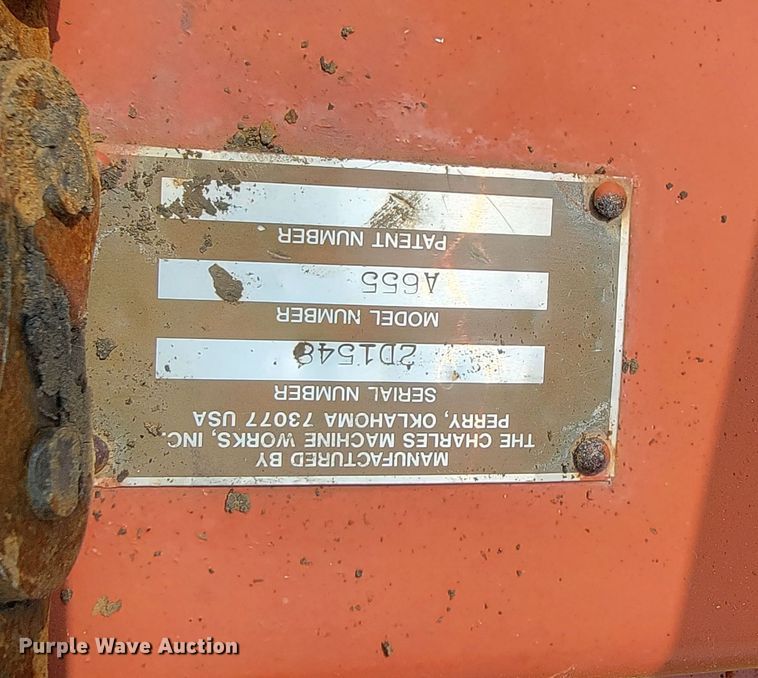 MANUFACTURED BY
THE CHARLES MACHINE WORKS, INC.
PERRY, OKLAHOMA 73077 USA
SERIAL NUMBER
2D1548
MODEL NUMBER
A655
PATENT NUMBER
Purple Wave Auction